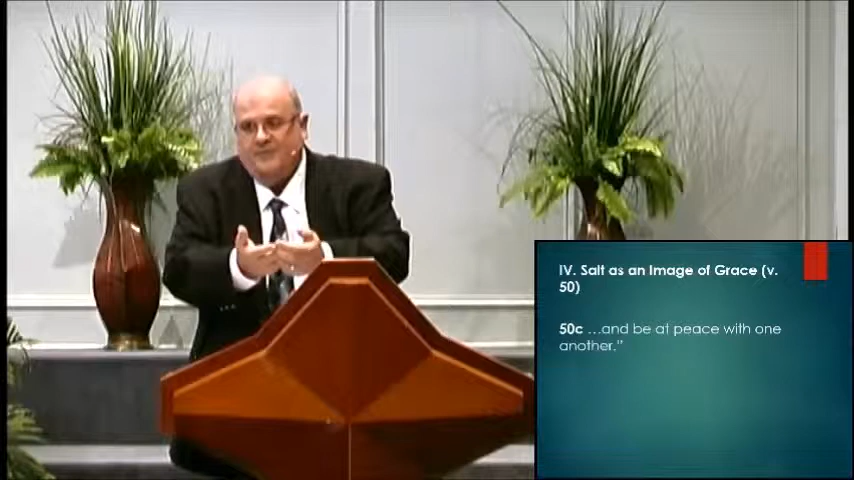 IV. Salt as an Image of Grace (v.
50)
50c …and be at peace with one
another.”